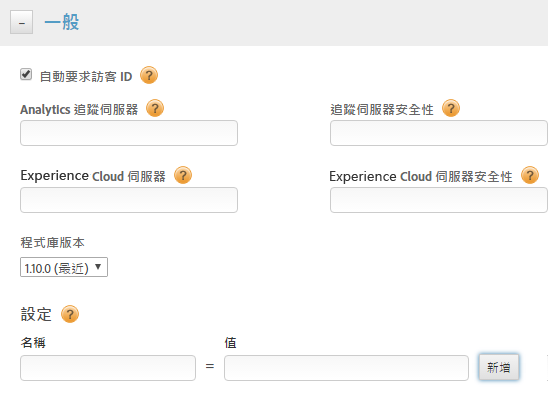 − 一般
自動要求訪客 ID ?
Analytics 追蹤伺服器 ? 追蹤伺服器安全性 ?
Experience Cloud 伺服器 ? Experience Cloud 伺服器安全性 ?
程式庫版本
1.10.0 (最近) ▼
設定 ?
名稱 值
= 新增